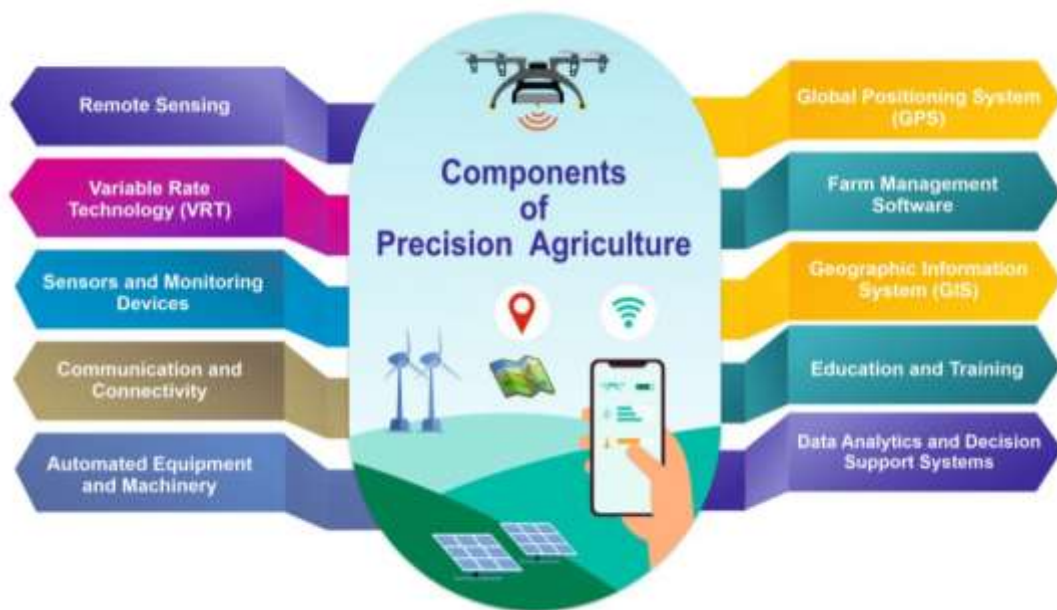 Components
of
Precision Agriculture
Remote Sensing
Variable Rate
Technology (VRT)
Sensors and Monitoring
Devices
Communication and
Connectivity
Automated Equipment
and Machinery
Global Positioning System
(GPS)
Farm Management
Software
Geographic Information
System (GIS)
Education and Training
Data Analytics and Decision
Support Systems